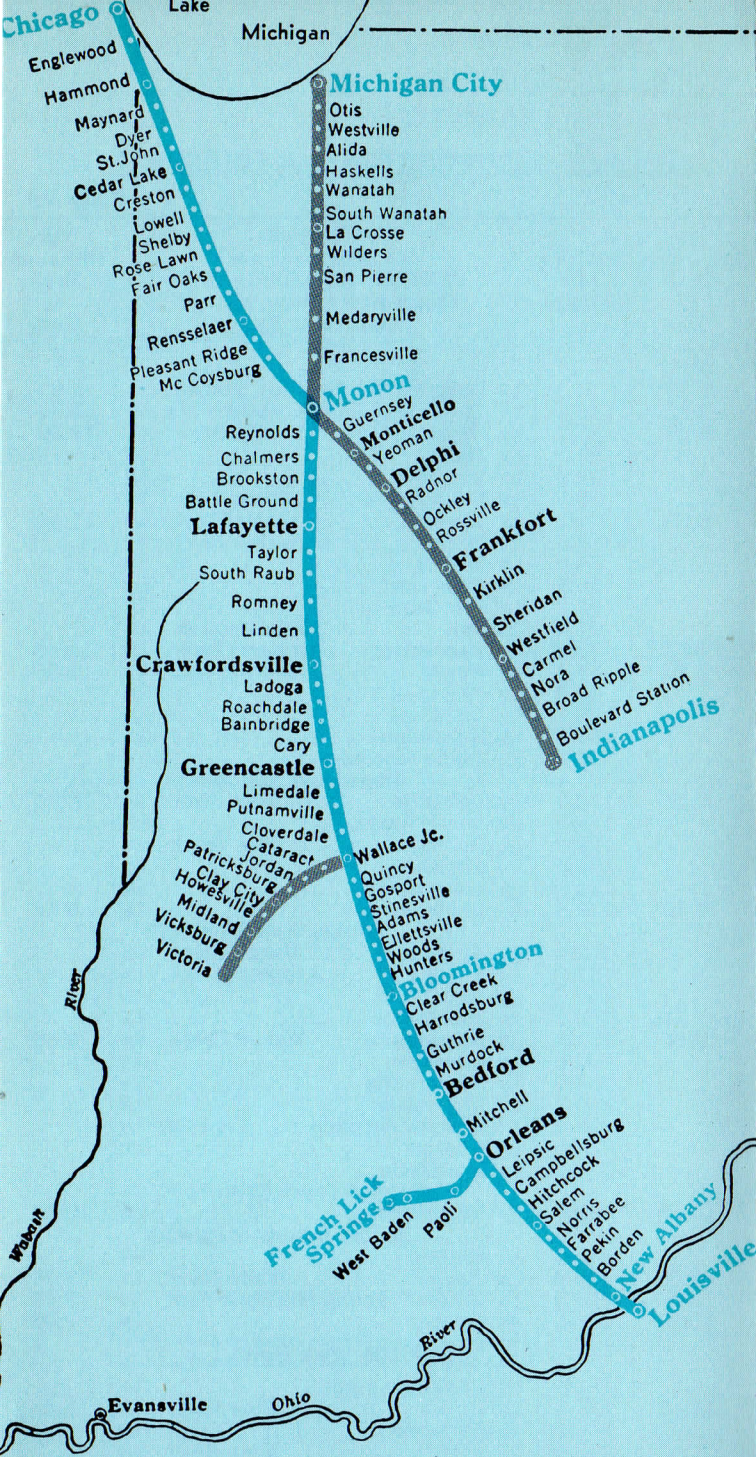 Lake
Michigan
Chicago
Englewood
Hammond
Maynard
Dyer
St. John
Cedar Lake
Creston
Lowell
Shelby
Rose Lawn
Fair Oaks
Parr
Rensselaer
Pleasant Ridge
Mc Coysburg
Michigan City
Otis
Westville
Alida
Haskells
Wanatah
South Wanatah
La Crosse
Wilders
San Pierre
Medaryville
Francesville
Monon
Guernsey
Monticello
Yeoman
Delphi
Radnor
Ockley
Rossville
Frankfort
Kirklin
Sheridan
Westfield
Carmel
Nora
Broad Ripple
Boulevard Station
Indianapolis
Reynolds
Chalmers
Brookston
Battle Ground
Lafayette
Taylor
South Raub
Romney
Linden
Crawfordsville
Ladoga
Roachdale
Bainbridge
Cary
Greencastle
Limedale
Putnamville
Cloverdale
Cataract
Jordan
Patricksburg
Clay City
Howesville
Midland
Vicksburg
Victoria
Wallace Jc.
Quincy
Gosport
Stinesville
Adams
Ellettsville
Woods
Hunters
Bloomington
Clear Creek
Harrodsburg
Guthrie
Murdock
Bedford
Mitchell
Orleans
Leipsic
Campbellsburg
Hitchcock
Salem
Norris
Farrabee
Pekin
Borden
New Albany
Louisville
French Lick
Springs
West Baden
Paoli
River
Wabash
River
Ohio
Evansville